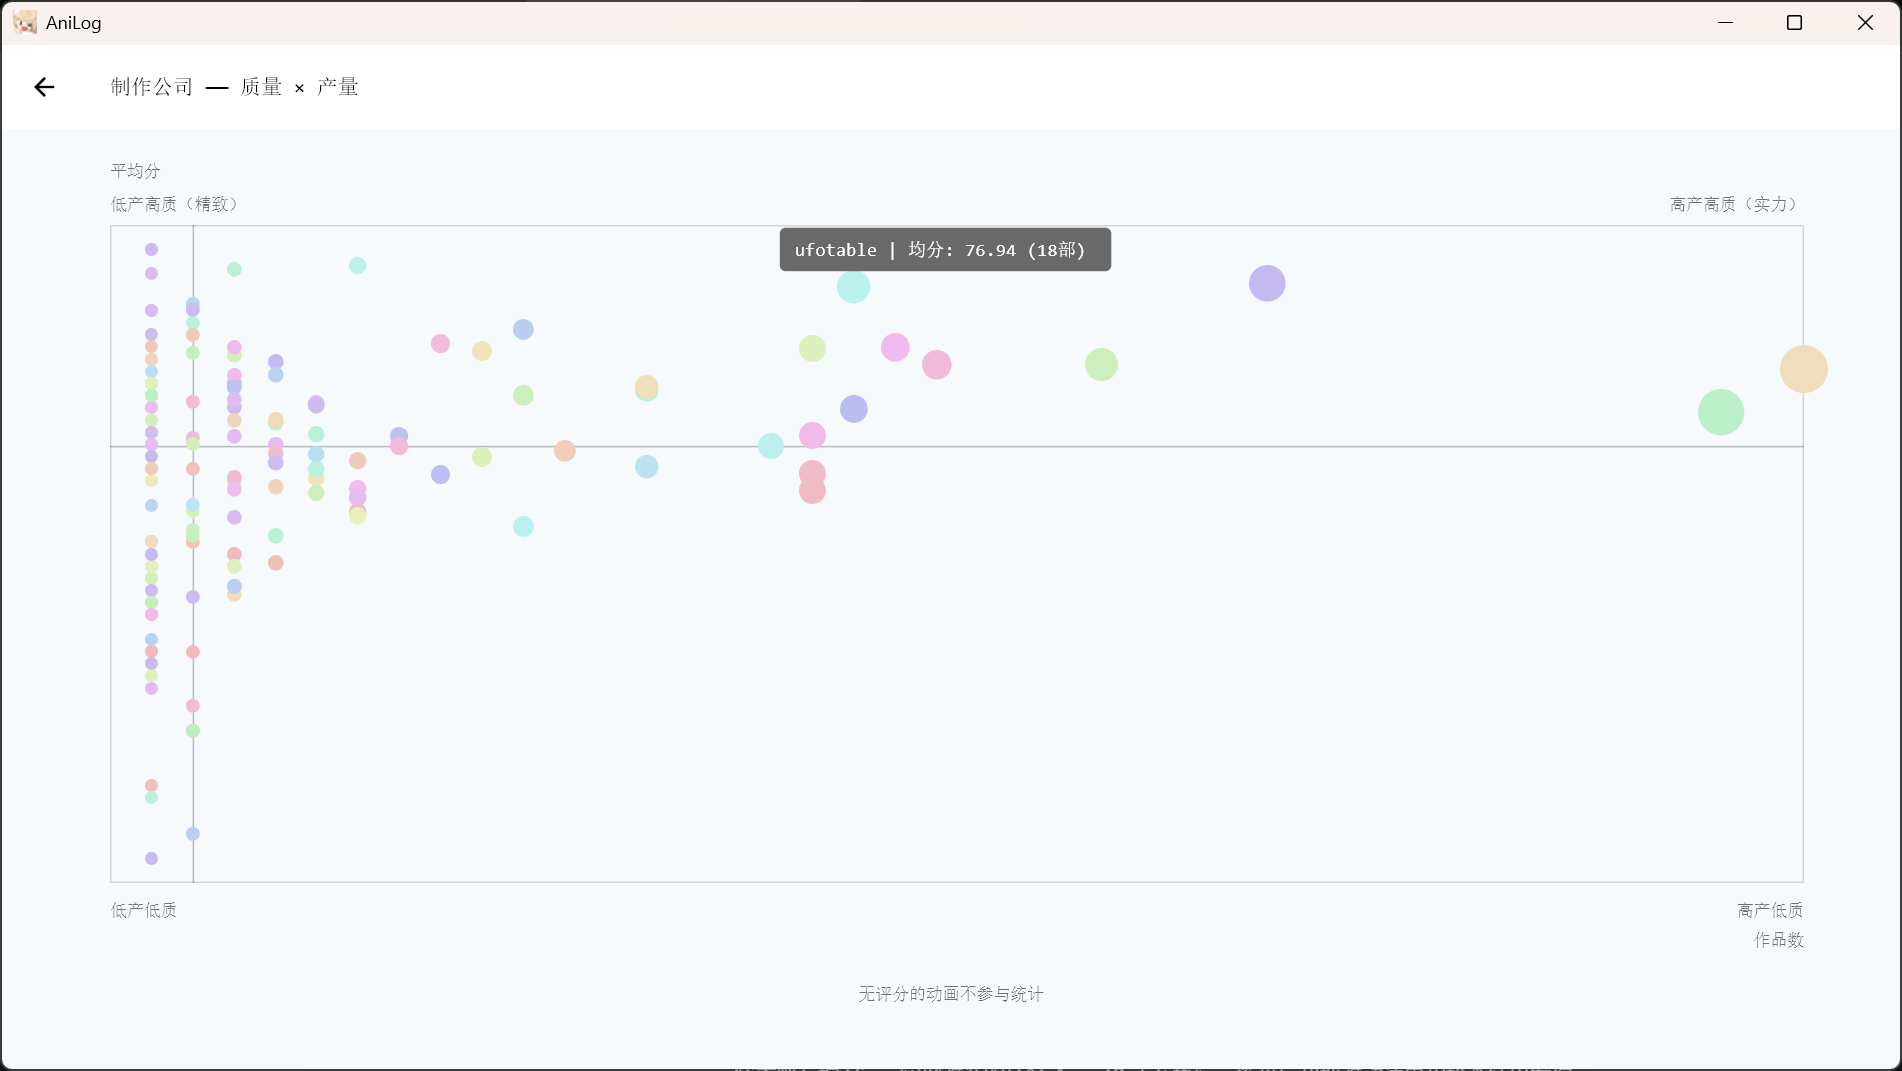 AniLog
制作公司 — 质量 × 产量
平均分
低产高质（精致）
高产高质（实力）
ufotable | 均分: 76.94 (18部)
低产低质
高产低质
作品数
无评分的动画不参与统计